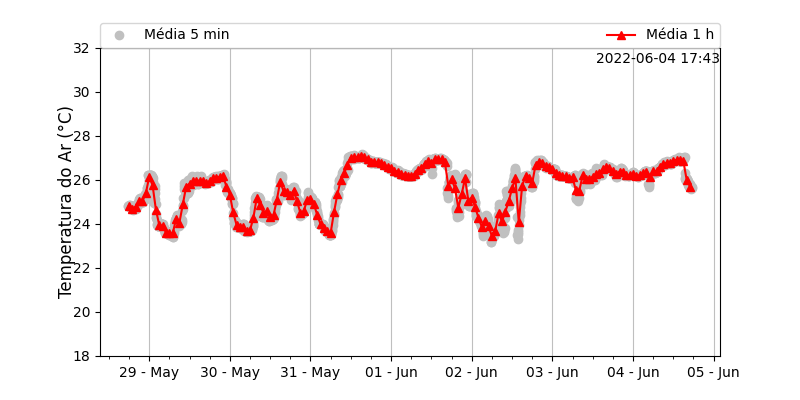 Média 5 min
Média 1 h
2022-06-04 17:43
Temperatura do Ar (°C)
32
30
28
26
24
22
20
18
29 - May
30 - May
31 - May
01 - Jun
02 - Jun
03 - Jun
04 - Jun
05 - Jun